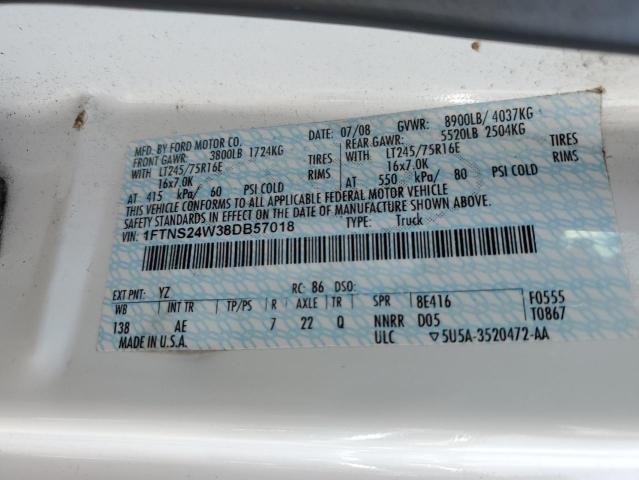 MFD. BY FORD MOTOR CO.
DATE: 07/08 GVWR: 8900LB/ 4037KG
FRONT GAWR: 3800LB 1724KG
REAR GAWR: 5520LB 2504KG
WITH LT245/75R16E TIRES
WITH LT245/75R16E TIRES
16x7.0K RIMS
16x7.0K RIMS
AT 415 kPa/ 60 PSI COLD
AT 550 kPa/ 80 PSI COLD
THIS VEHICLE CONFORMS TO ALL APPLICABLE FEDERAL MOTOR VEHICLE
SAFETY STANDARDS IN EFFECT ON THE DATE OF MANUFACTURE SHOWN ABOVE.
VIN: 1FTNS24W38DB57018 TYPE: Truck
EXT PNT: YZ RC: 86 DSO:
WB INT TR TP/PS R AXLE TR SPR 8E416 F0555
138 AE 7 22 Q NNRR D05 T0867
MADE IN U.S.A. ULC ▽5U5A-3520472-AA